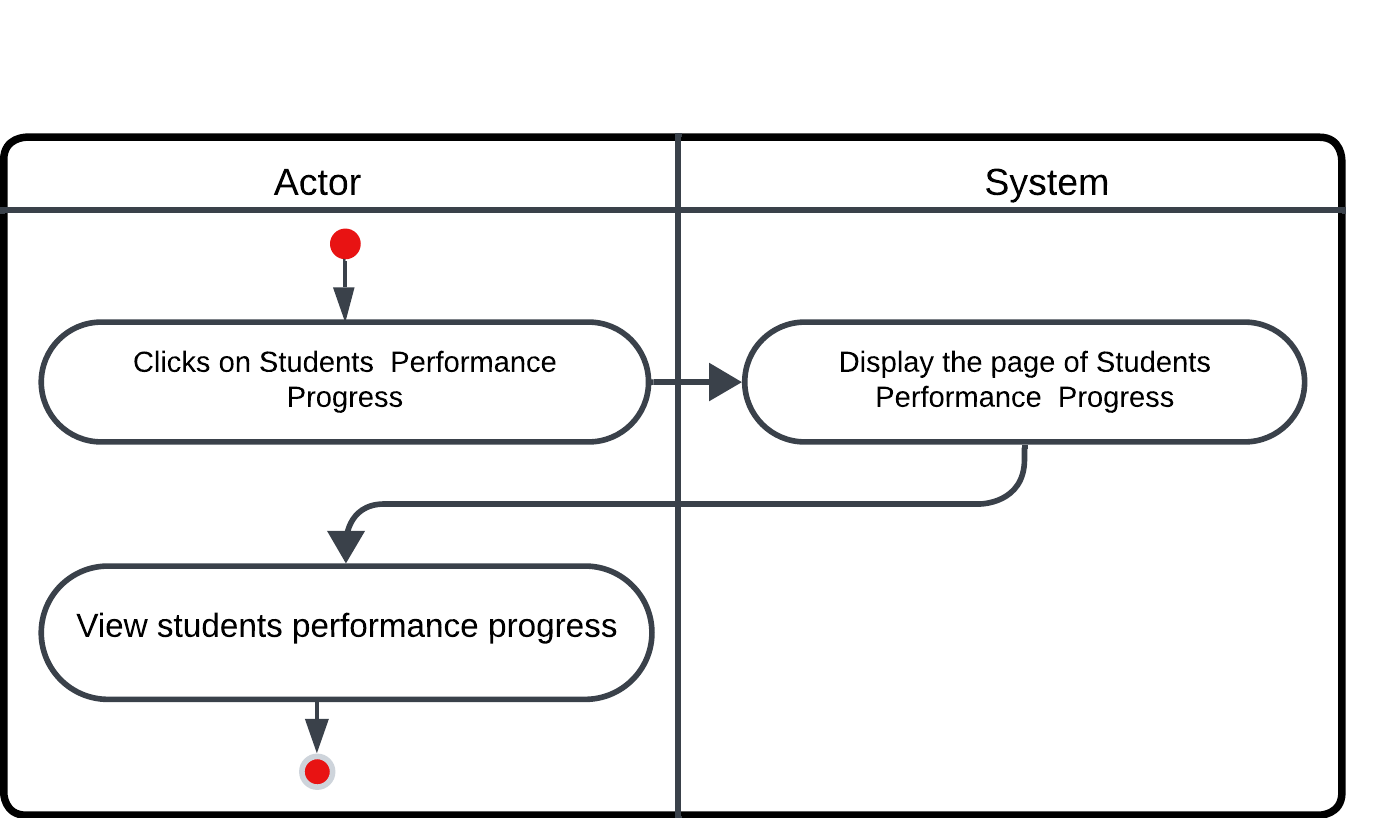 Actor
System
Clicks on Students  Performance
Progress
Display the page of Students
Performance  Progress
View students performance progress